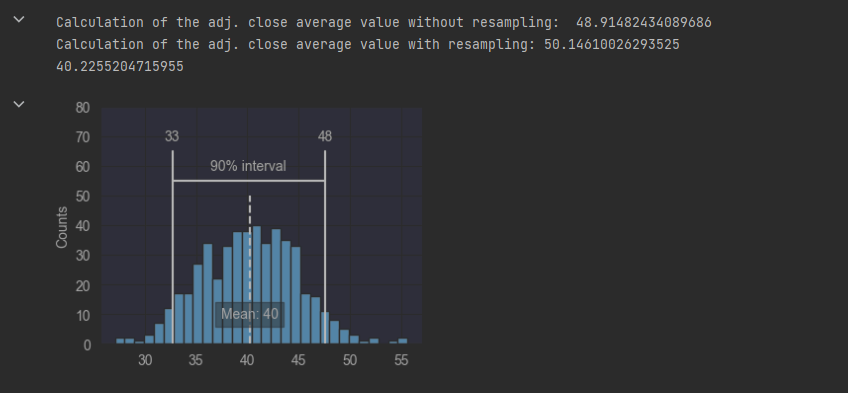 Calculation of the adj. close average value without resampling:  48.91482434089686
Calculation of the adj. close average value with resampling: 50.14610026293525
40.2255204715955
80
70
60
50
40
30
20
10
0
Counts
33
48
90% interval
Mean: 40
30 35 40 45 50 55